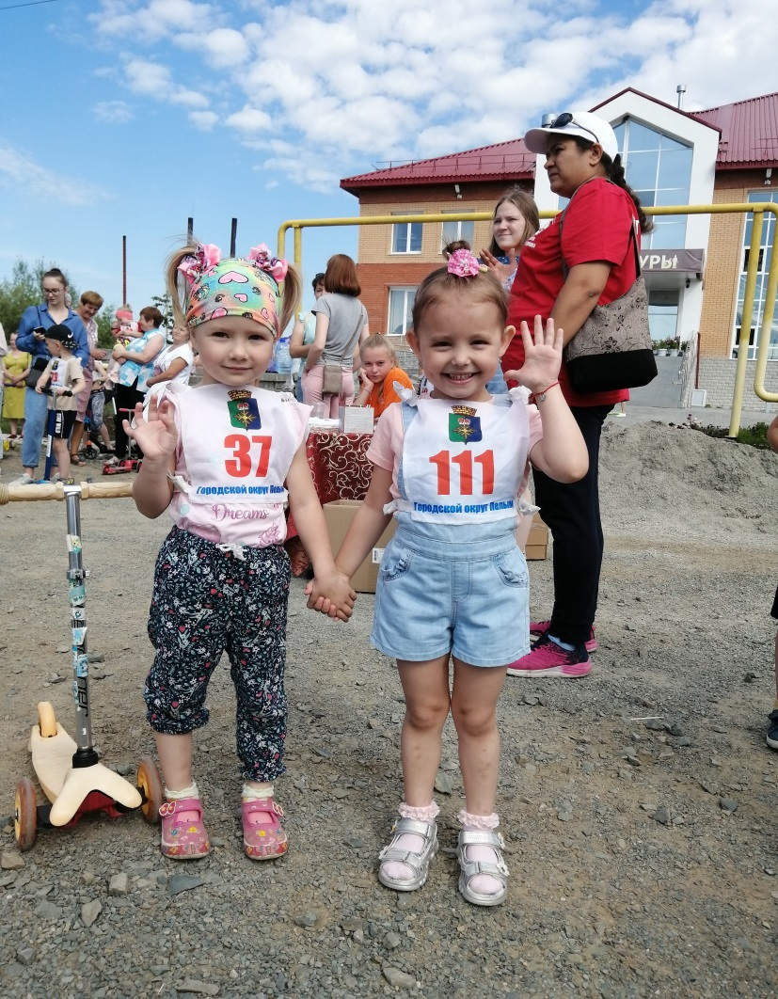 УРЫ
37
Городской округ Пелым
Dreams
111
Городской округ Пелым